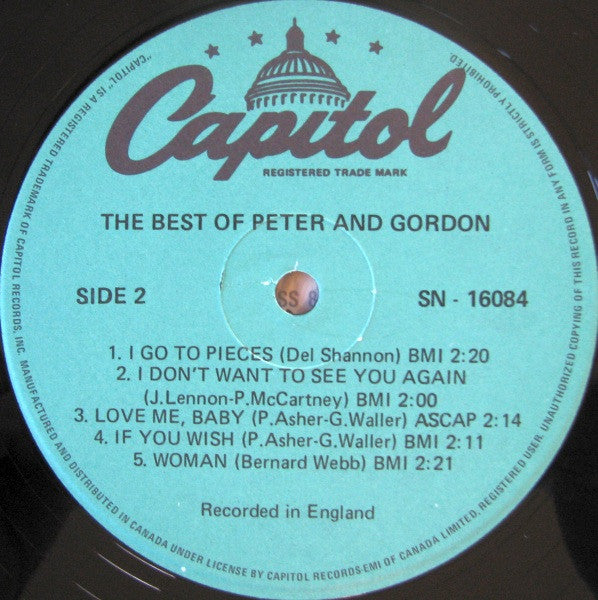 Capitol
REGISTERED TRADE MARK
THE BEST OF PETER AND GORDON
SIDE 2
SS 8
SN - 16084
1. I GO TO PIECES (Del Shannon) BMI 2:20
2. I DON'T WANT TO SEE YOU AGAIN
(J.Lennon-P.McCartney) BMI 2:00
3. LOVE ME, BABY (P.Asher-G.Waller) ASCAP 2:14
4. IF YOU WISH (P.Asher-G.Waller) BMI 2:11
5. WOMAN (Bernard Webb) BMI 2:21
Recorded in England
"CAPITOL" IS A REGISTERED TRADEMARK OF CAPITOL RECORDS, INC. MANUFACTURED AND DISTRIBUTED IN CANADA UNDER LICENSE BY CAPITOL RECORDS-EMI OF CANADA LIMITED, REGISTERED USER. UNAUTHORIZED COPYING OF THIS RECORD IN ANY FORM IS STRICTLY PROHIBITED.